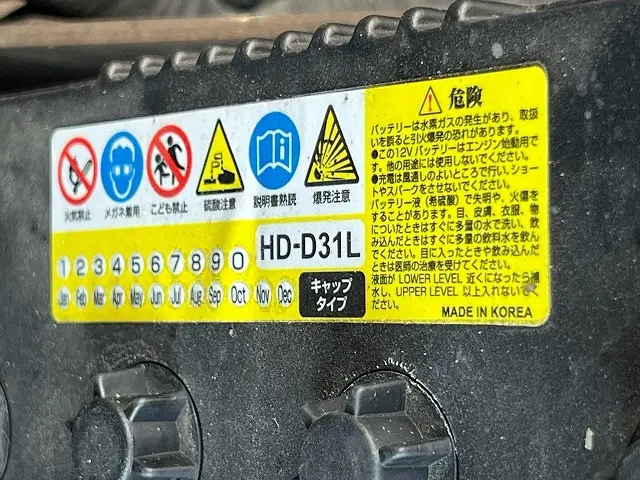 火気禁止
メガネ着用
こども禁止
硫酸注意
説明書熟読
爆発注意
1 2 3 4 5 6 7 8 9 0
Jan Feb Mar Apr May Jun Jul Aug Sep Oct Nov Dec
HD-D31L
キャップ
タイプ
危険
バッテリーは水素ガスの発生があり、取扱
いを誤ると引火爆発の恐れがあります。
●この12Vバッテリーはエンジン始動用で
す。他の用途には使用しないでください。
●充電は風通しのよいところで行い、ショー
トやスパークをさせないでください。
バッテリー液（希硫酸）で失明や、火傷を
することがあります。目、皮膚、衣服、物
についたときはすぐに多量の水で洗い、飲
み込んだときはすぐに多量の飲料水を飲ん
でください。目に入ったときや飲み込んだ
ときは医師の治療を受けてください。
液面が LOWER LEVEL 近くになったら補
水し、UPPER LEVEL 以上入れないでく
ださい。
MADE IN KOREA